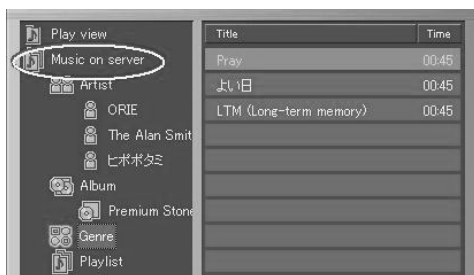 Play view
Music on server
Artist
ORIE
The Alan Smit
ヒポポタミ
Album
Premium Stone
Genre
Playlist
Title Time
Pray 00:45
よい日 00:45
LTM (Long-term memory) 00:45